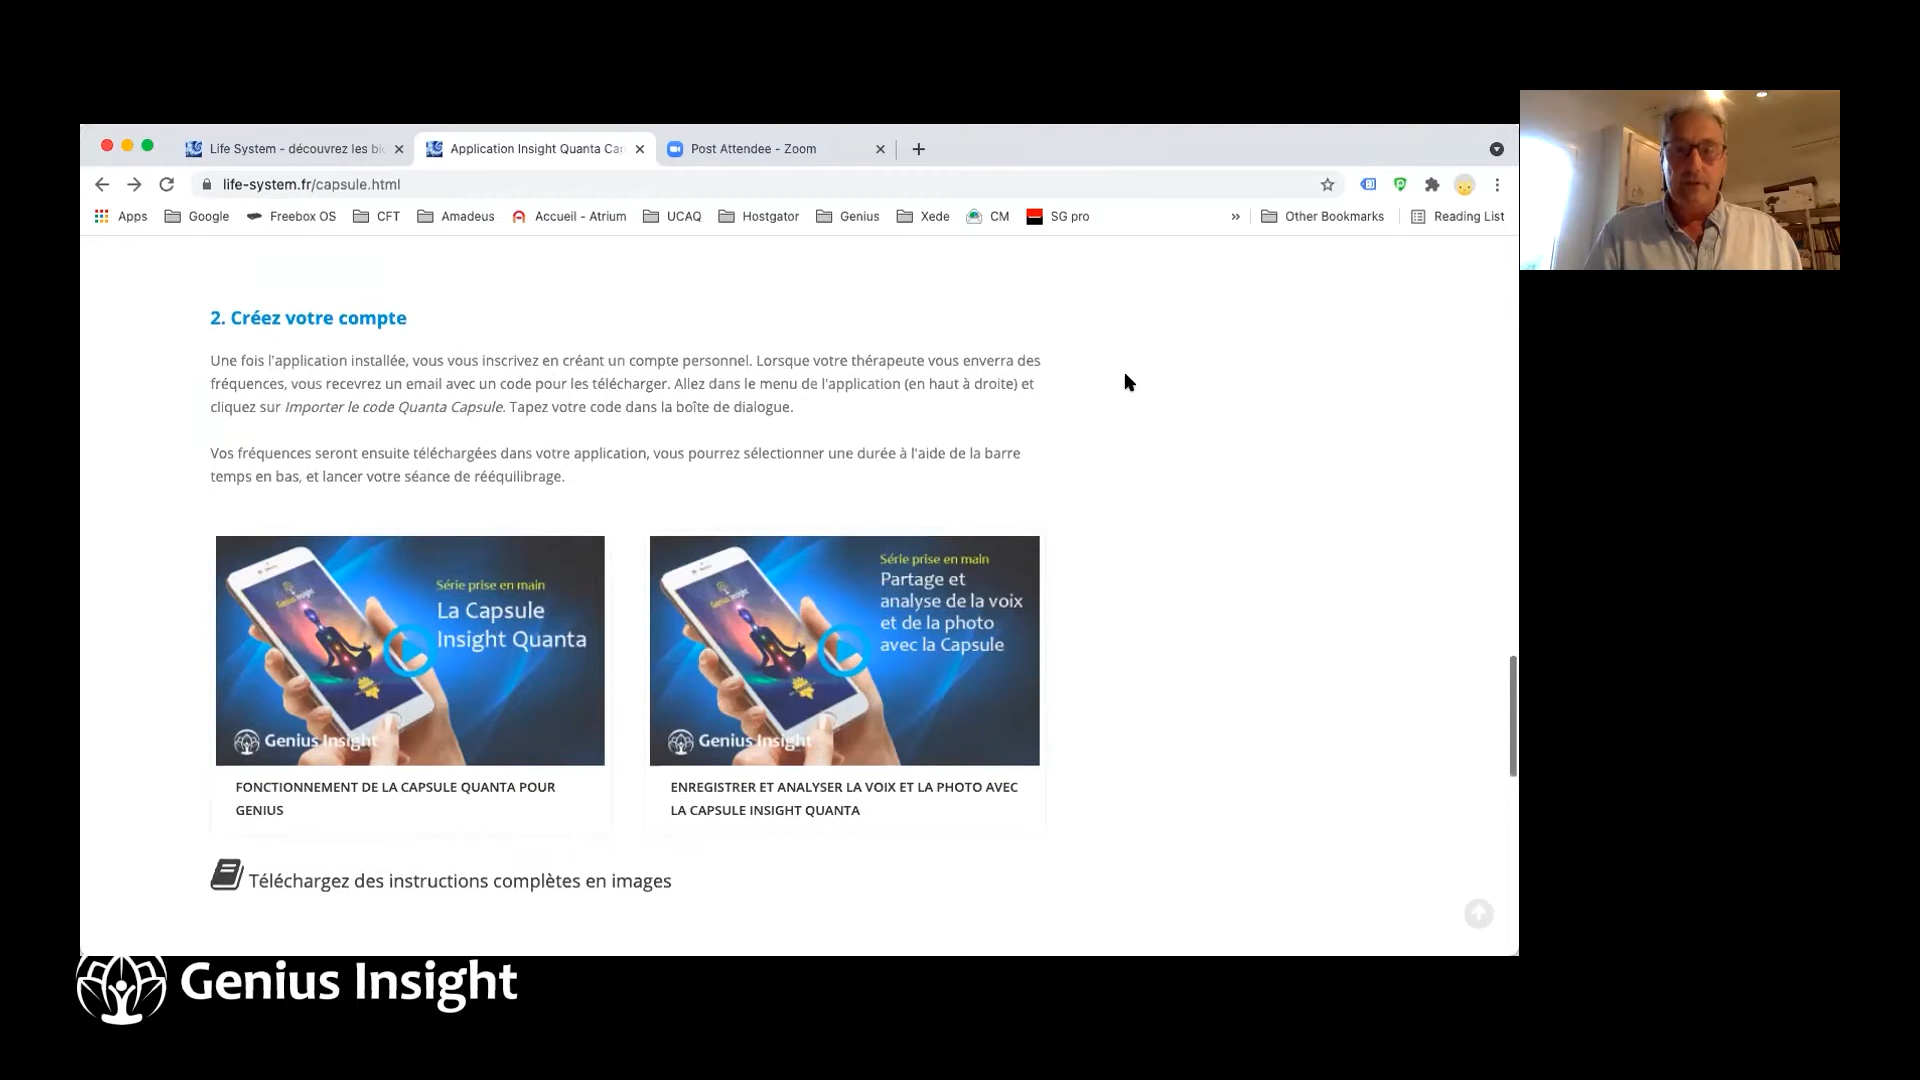 Life System - découvrez les bi
Application Insight Quanta Ca
Post Attendee - Zoom
life-system.fr/capsule.html
Apps
Google
Freebox OS
CFT
Amadeus
Accueil - Atrium
UCAQ
Hostgator
Genius
Xede
CM
SG pro
»
Other Bookmarks
Reading List
2. Créez votre compte
Une fois l'application installée, vous vous inscrivez en créant un compte personnel. Lorsque votre thérapeute vous enverra des
fréquences, vous recevrez un email avec un code pour les télécharger. Allez dans le menu de l'application (en haut à droite) et
cliquez sur Importer le code Quanta Capsule. Tapez votre code dans la boîte de dialogue.
Vos fréquences seront ensuite téléchargées dans votre application, vous pourrez sélectionner une durée à l'aide de la barre
temps en bas, et lancer votre séance de rééquilibrage.
Série prise en main
La Capsule
Insight Quanta
Genius Insight
Genius Insight
Série prise en main
Partage et
analyse de la voix
et de la photo
avec la Capsule
Genius Insight
Genius Insight
FONCTIONNEMENT DE LA CAPSULE QUANTA POUR
GENIUS
ENREGISTRER ET ANALYSER LA VOIX ET LA PHOTO AVEC
LA CAPSULE INSIGHT QUANTA
Téléchargez des instructions complètes en images
Genius Insight